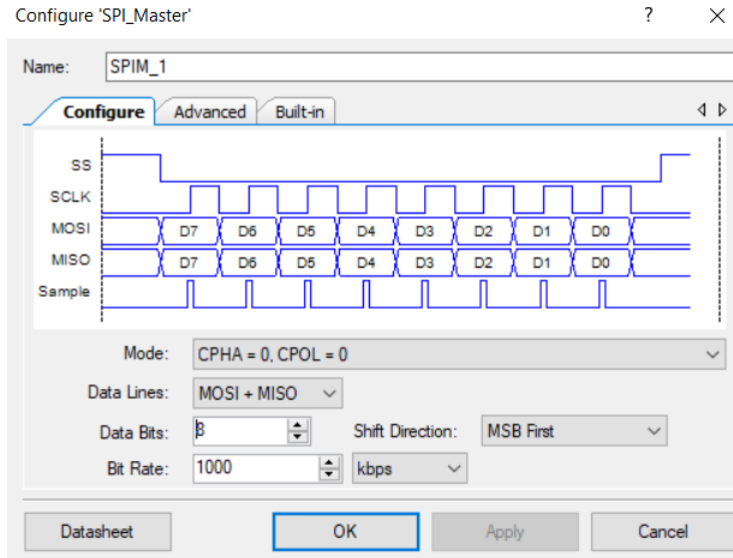 Configure 'SPI_Master' ? ×
Name: SPIM_1
Configure Advanced Built-in
SS
SCLK
MOSI D7 D6 D5 D4 D3 D2 D1 D0
MISO D7 D6 D5 D4 D3 D2 D1 D0
Sample
Mode: CPHA = 0, CPOL = 0
Data Lines: MOSI + MISO
Data Bits: 8 Shift Direction: MSB First
Bit Rate: 1000 kbps
Datasheet OK Apply Cancel